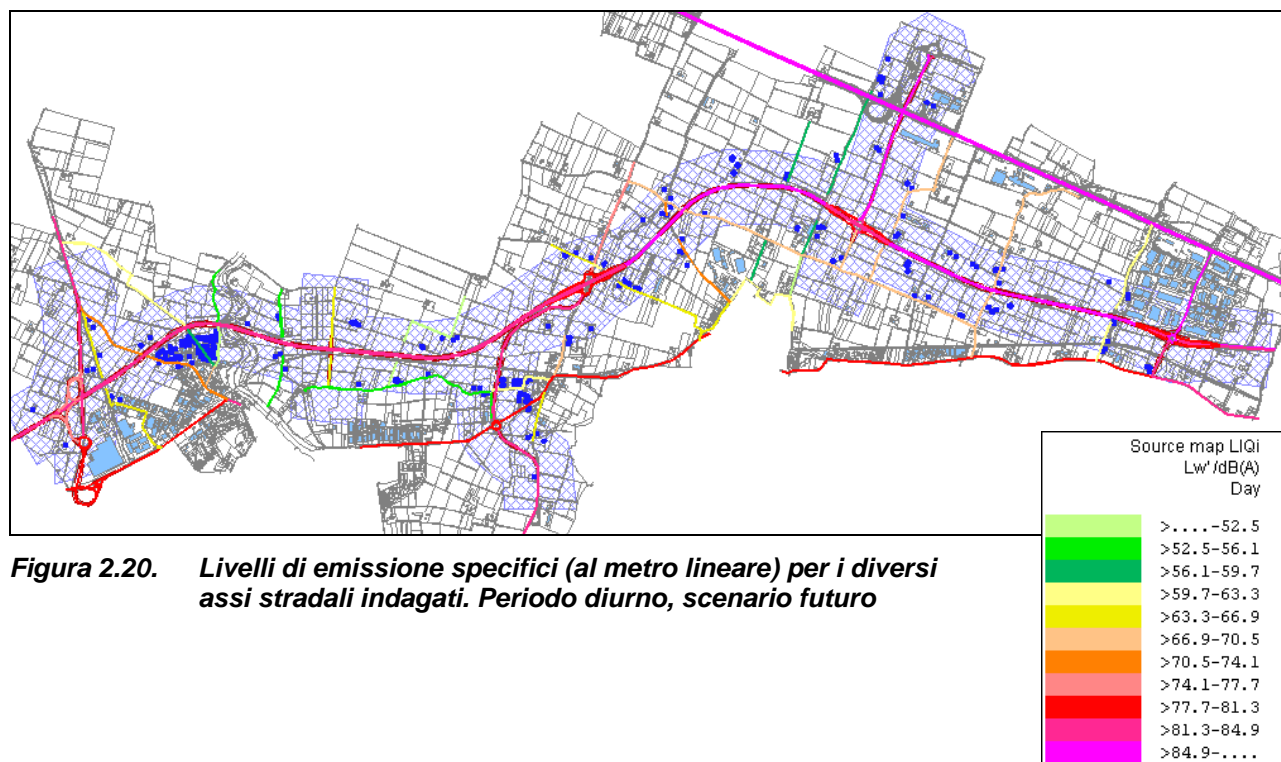 Source map LIQi
Lw'/dB(A)
Day
>....-52.5
>52.5-56.1
>56.1-59.7
>59.7-63.3
>63.3-66.9
>66.9-70.5
>70.5-74.1
>74.1-77.7
>77.7-81.3
>81.3-84.9
>84.9-....
Figura 2.20. Livelli di emissione specifici (al metro lineare) per i diversi
assi stradali indagati. Periodo diurno, scenario futuro